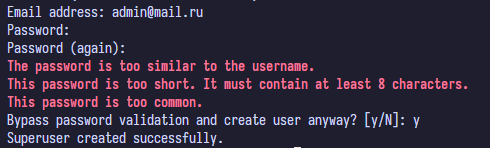 Email address: admin@mail.ru
Password:
Password (again):
The password is too similar to the username.
This password is too short. It must contain at least 8 characters.
This password is too common.
Bypass password validation and create user anyway? [y/N]: y
Superuser created successfully.